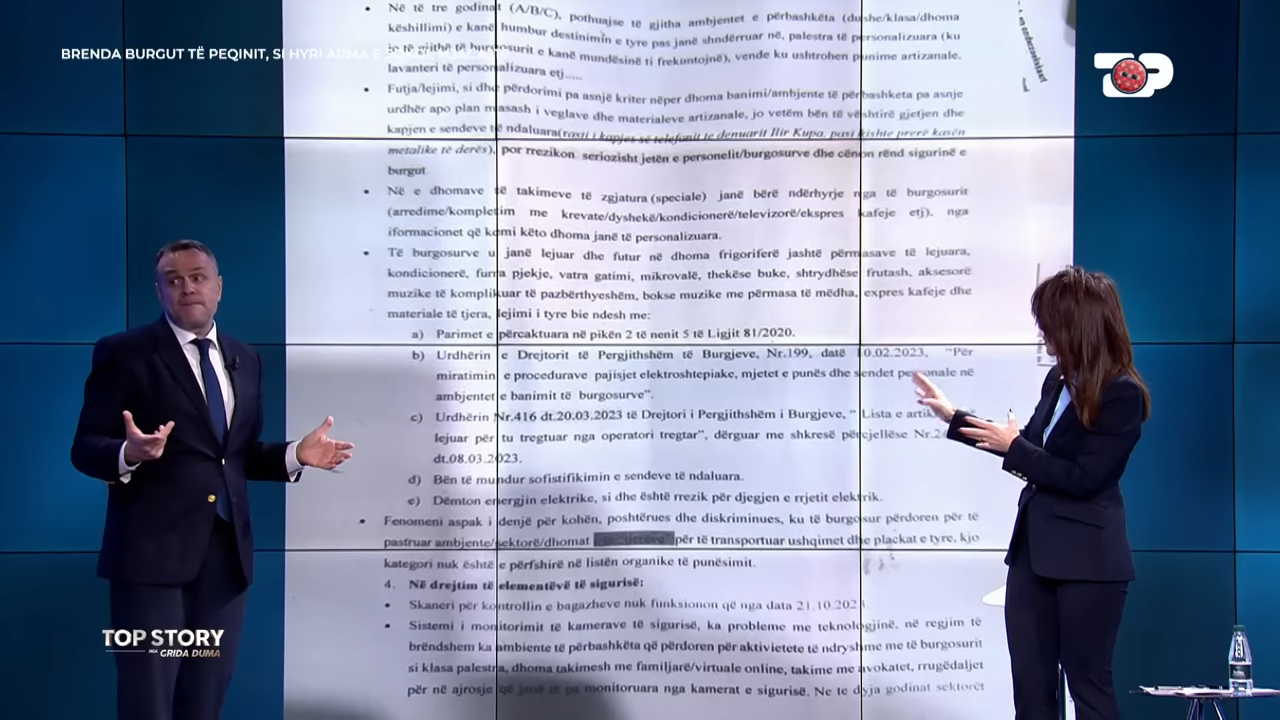 Në të tre godinat (A/B/C), pothuajse të gjitha ambjentet e përbashkëta (dushe/klasa/dhoma
këshillimi) e kanë humbur destinimin e tyre pas janë shndërruar në, palestra të personalizuara (ku
jo të gjithë të burgosurit e kanë mundësinë ti frekuntojnë), vende ku ushtrohen punime artizanale,
lavanteri të personalizuara etj.....
BRENDA BURGUT TË PEQINIT, SI HYRI ARMA E
TOP
Futja/lejimi, si dhe përdorimi pa asnjë kriter nëper dhoma banimi/ambjente të përbashketa pa asnje
urdhër apo plan masash i veglave dhe materialeve artizanale, jo vetëm bën të vështirë gjetjen dhe
kapjen e sendeve të ndaluara(rasti i kapjes së telefonit te denuarit Ilir Kupa, pasi kishte prerë kasën
metalike të derës), por rrezikon seriozisht jetën e personelit/burgosurve dhe cënon rënd sigurinë e
burgut
Në e dhomave të takimeve të zgjatura (speciale) janë bërë ndërhyrje nga të burgosurit
(arredime/kompletim me krevate/dyshekë/kondicionerë/televizorë/ekspres kafeje etj), nga
iformacionet që kemi këto dhoma janë të personalizuara.
Të burgosurve u janë lejuar dhe futur në dhoma frigoriferë jashtë përmasave të lejuara,
kondicionerë, furra pjekje, vatra gatimi, mikrovalë, thekëse buke, shtrydhëse frutash, aksesorë
muzike të komplikuar të pazbërthyeshëm, bokse muzike me përmasa të mëdha, expres kafeje dhe
materiale të tjera, lejimi i tyre bie ndesh me:
a) Parimet e përcaktuara në pikën 2 të nenit 5 të Ligjit 81/2020.
b) Urdhërin e Drejtorit të Pergjithshëm të Burgjeve, Nr.199, datë 10.02.2023, "Për
miratimin e procedurave pajisjet elektroshtepiake, mjetet e punës dhe sendet personale në
ambjentet e banimit të burgosurve".
c) Urdhërin Nr.416 dt.20.03.2023 të Drejtori i Pergjithshëm i Burgjeve, " Lista e
lejuar për tu tregtuar nga operatori tregtar", dërguar me shkresë përcjellëse
dt.08.03.2023.
d) Bën të mundur sofistifikimin e sendeve të ndaluara.
e) Dëmton energjin elektrike, si dhe është rrezik për djegjen e rrjetit elektrik.
Fenomeni aspak i denjë për kohën, poshtërues dhe diskriminues, ku të burgosur përdoren për të
pastruar ambjente/sektorë/dhomat për të transportuar ushqimet dhe plaçkat e tyre, kjo
kategori nuk është e përfshirë në listën organike të punësimit.
4. Në drejtim të elementëvë të sigurisë:
Skaneri për kontrollin e bagazheve nuk funksionon që nga data
Sistemi i monitorimit të kamerave të sigurisë, ka probleme me teknologjinë, në regjim të
brëndshem ka ambiente të përbashkëta që përdoren për aktivietete të ndryshme me të burgosurit
si klasa palestra, dhoma takimesh me familjarë/virtuale online, takime me avokatet, rrugëdaljet
për në ajrosje që janë të pa monitoruara nga kamerat e sigurisë. Ne te dyja godinat sektorët
TOP STORY
NGA GRIDA DUMA